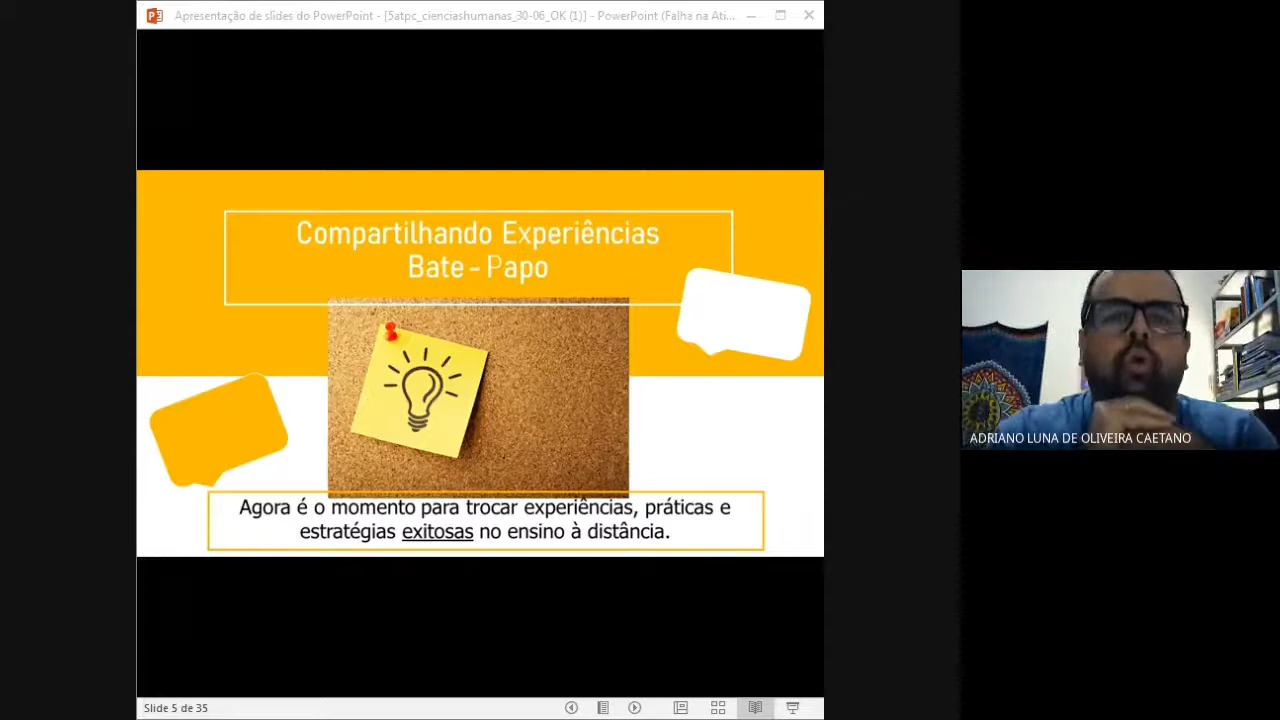 Apresentação de slides do PowerPoint - [5atpc_cienciashumanas_30-06_OK (1)] - PowerPoint (Falha na Ati...
Compartilhando Experiências
Bate - Papo
Agora é o momento para trocar experiências, práticas e
estratégias exitosas no ensino à distância.
ADRIANO LUNA DE OLIVEIRA CAETANO
Slide 5 de 35